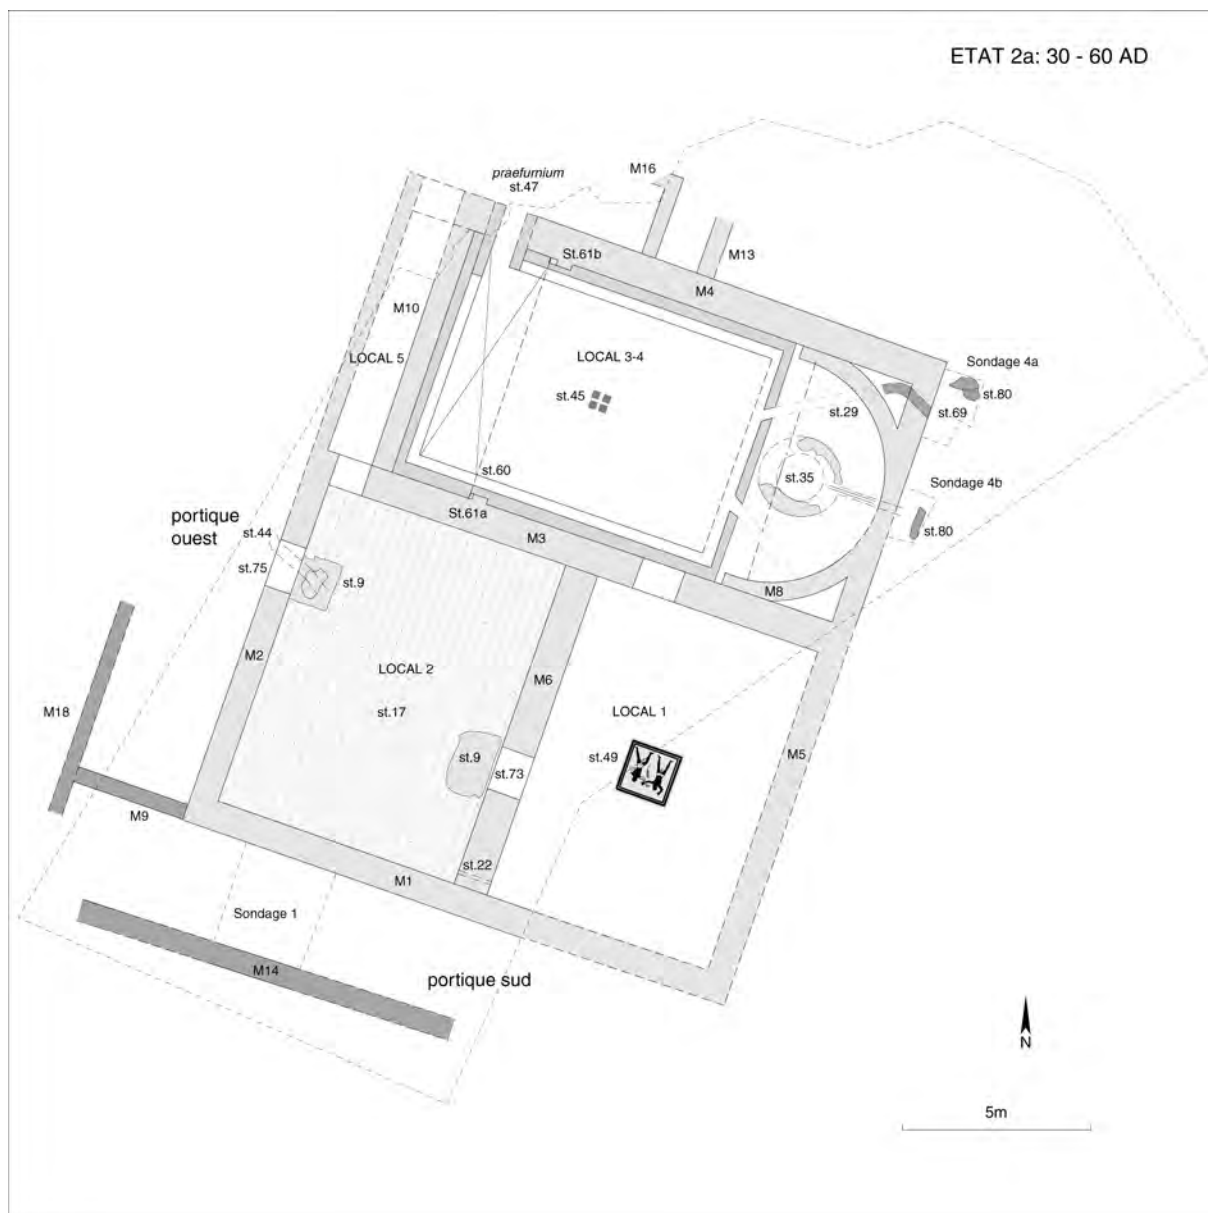 ETAT 2a: 30 - 60 AD
M16
praefurnium
st.47
St.61b
M13
M4
M10
LOCAL 5
LOCAL 3-4
Sondage 4a
st.45
st.80
st.29
st.69
st.60
st.35
Sondage 4b
portique
ouest
St.61a
st.44
M3
st.80
st.75
st.9
M8
M2
LOCAL 2
M6
M18
st.17
LOCAL 1
st.49
M5
st.9
st.73
M9
st.22
M1
Sondage 1
M14
portique sud
N
5m